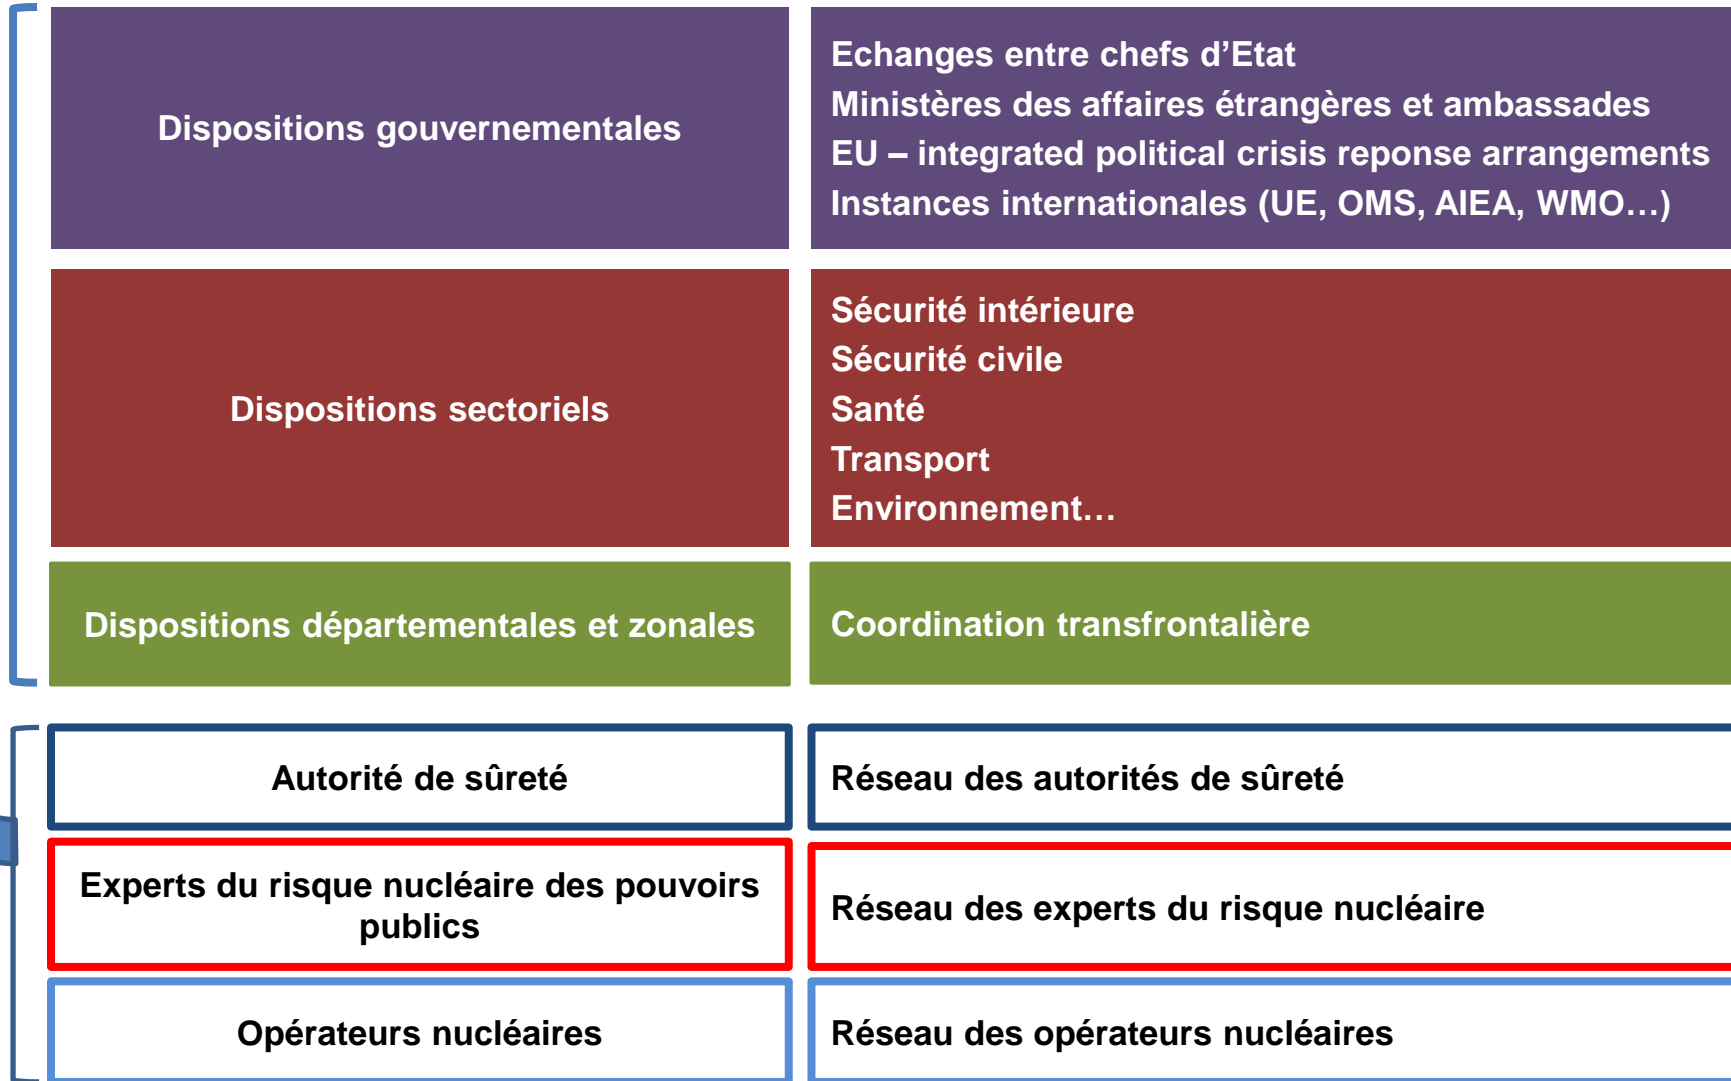 Dispositions gouvernementales
Echanges entre chefs d’Etat
Ministères des affaires étrangères et ambassades
EU – integrated political crisis reponse arrangements
Instances internationales (UE, OMS, AIEA, WMO…)
Dispositions sectoriels
Sécurité intérieure
Sécurité civile
Santé
Transport
Environnement…
Dispositions départementales et zonales
Coordination transfrontalière
Autorité de sûreté
Réseau des autorités de sûreté
Experts du risque nucléaire des pouvoirs
publics
Réseau des experts du risque nucléaire
Opérateurs nucléaires
Réseau des opérateurs nucléaires